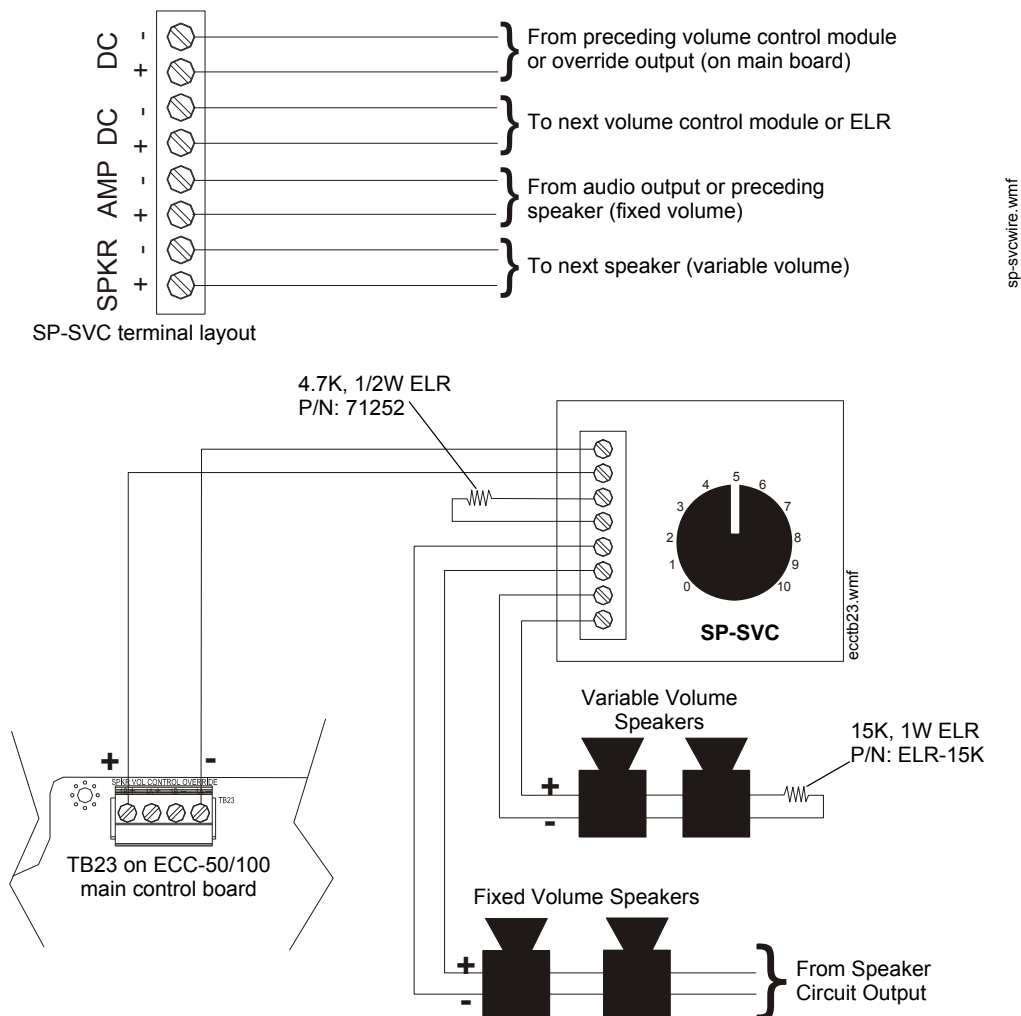 DC
-
+
From preceding volume control module
or override output (on main board)
DC
-
+
To next volume control module or ELR
AMP
-
+
From audio output or preceding
speaker (fixed volume)
SPKR
-
+
To next speaker (variable volume)
SP-SVC terminal layout
sp-svcwire.wmf
4.7K, 1/2W ELR
P/N: 71252
0
1
2
3
4
5
6
7
8
9
10
SP-SVC
ecctb23.wmf
Variable Volume
Speakers
15K, 1W ELR
P/N: ELR-15K
+
-
+
-
SPKR VOL CONTROL OVERRIDE
TB23
TB23 on ECC-50/100
main control board
Fixed Volume Speakers
+
-
From Speaker
Circuit Output